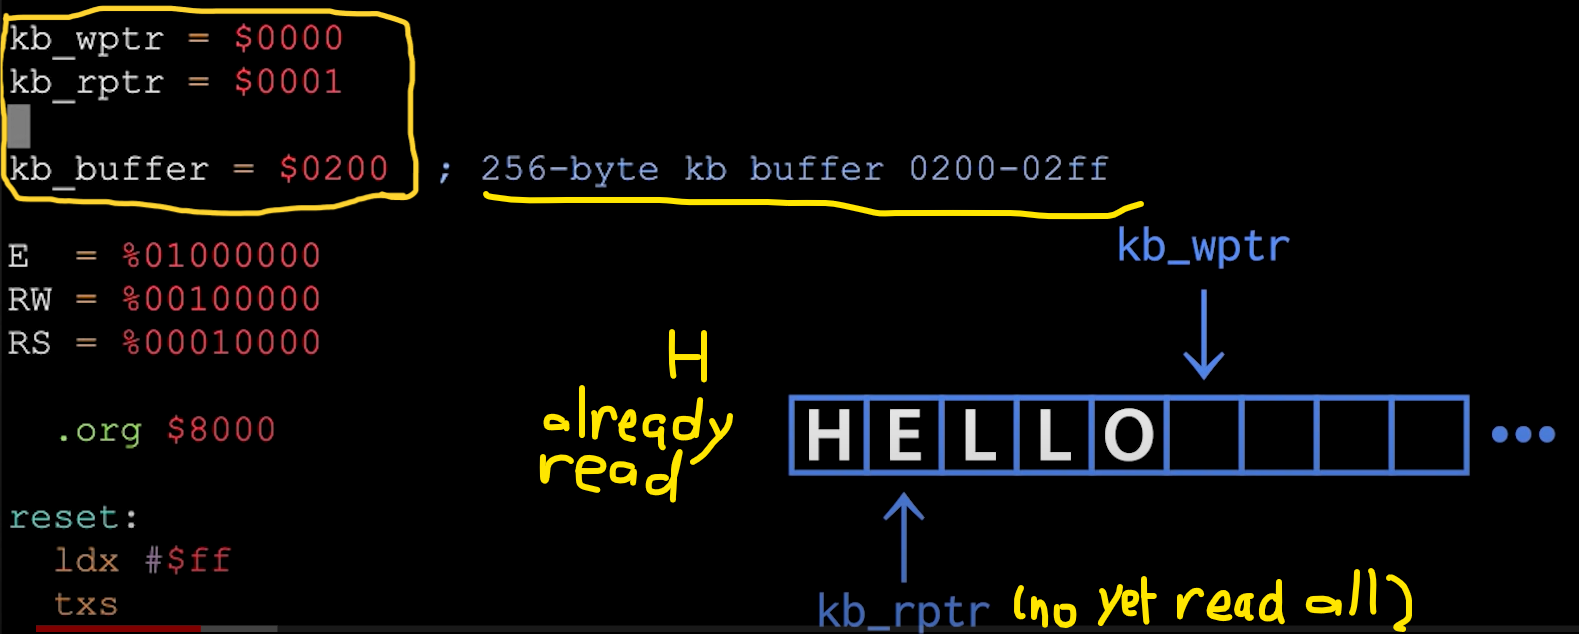 kb_wptr = $0000
kb_rptr = $0001
kb_buffer = $0200 ; 256-byte kb buffer 0200-02ff
E = %01000000
RW = %00100000
RS = %00010000
.org $8000
reset:
ldx #$ff
txs
kb_wptr
H
already
read
HELLO
kb_rptr (no yet read all)